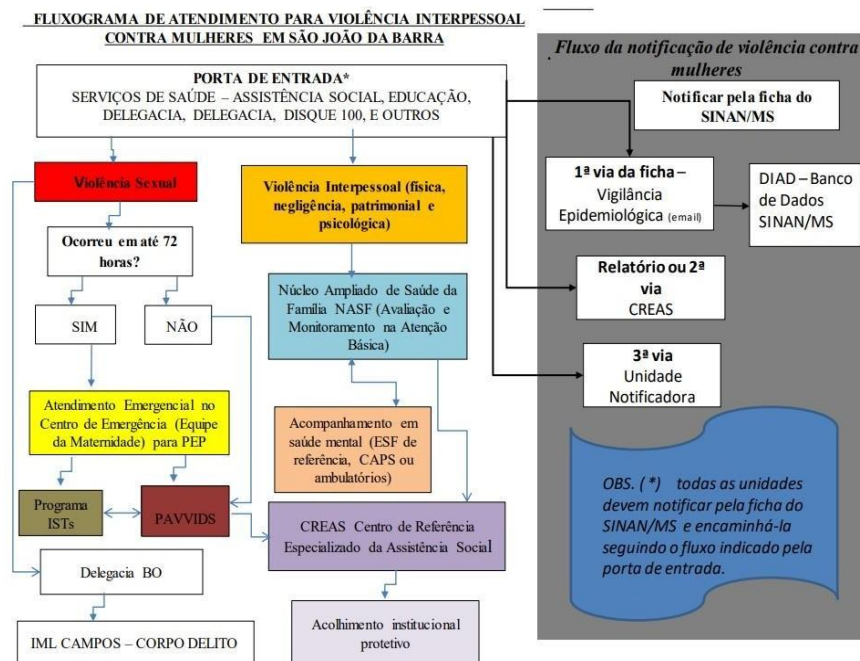 FLUXOGRAMA DE ATENDIMENTO PARA VIOLÊNCIA INTERPESSOAL
CONTRA MULHERES EM SÃO JOÃO DA BARRA
PORTA DE ENTRADA*
SERVIÇOS DE SAÚDE – ASSISTÊNCIA SOCIAL, EDUCAÇÃO,
DELEGACIA, DELEGACIA, DISQUE 100, E OUTROS
Violência Sexual
Ocorreu em até 72
horas?
SIM
NÃO
Atendimento Emergencial no
Centro de Emergência (Equipe
da Maternidade) para PEP
Programa
ISTs
PAVVIDS
Delegacia BO
IML CAMPOS – CORPO DELITO
Violência Interpessoal (física,
negligência, patrimonial e
psicológica)
Núcleo Ampliado de Saúde da
Família NASF (Avaliação e
Monitoramento na Atenção
Básica)
Acompanhamento em
saúde mental (ESF de
referência, CAPS ou
ambulatórios)
CREAS Centro de Referência
Especializado da Assistência Social
Acolhimento institucional
protetivo
Fluxo da notificação de violência contra
mulheres
Notificar pela ficha do
SINAN/MS
1ª via da ficha –
Vigilância
Epidemiológica (email)
DIAD – Banco
de Dados
SINAN/MS
Relatório ou 2ª
via
CREAS
3ª via
Unidade
Notificadora
OBS. (*) todas as unidades
devem notificar pela ficha do
SINAN/MS e encaminhá-la
seguindo o fluxo indicado pela
porta de entrada.